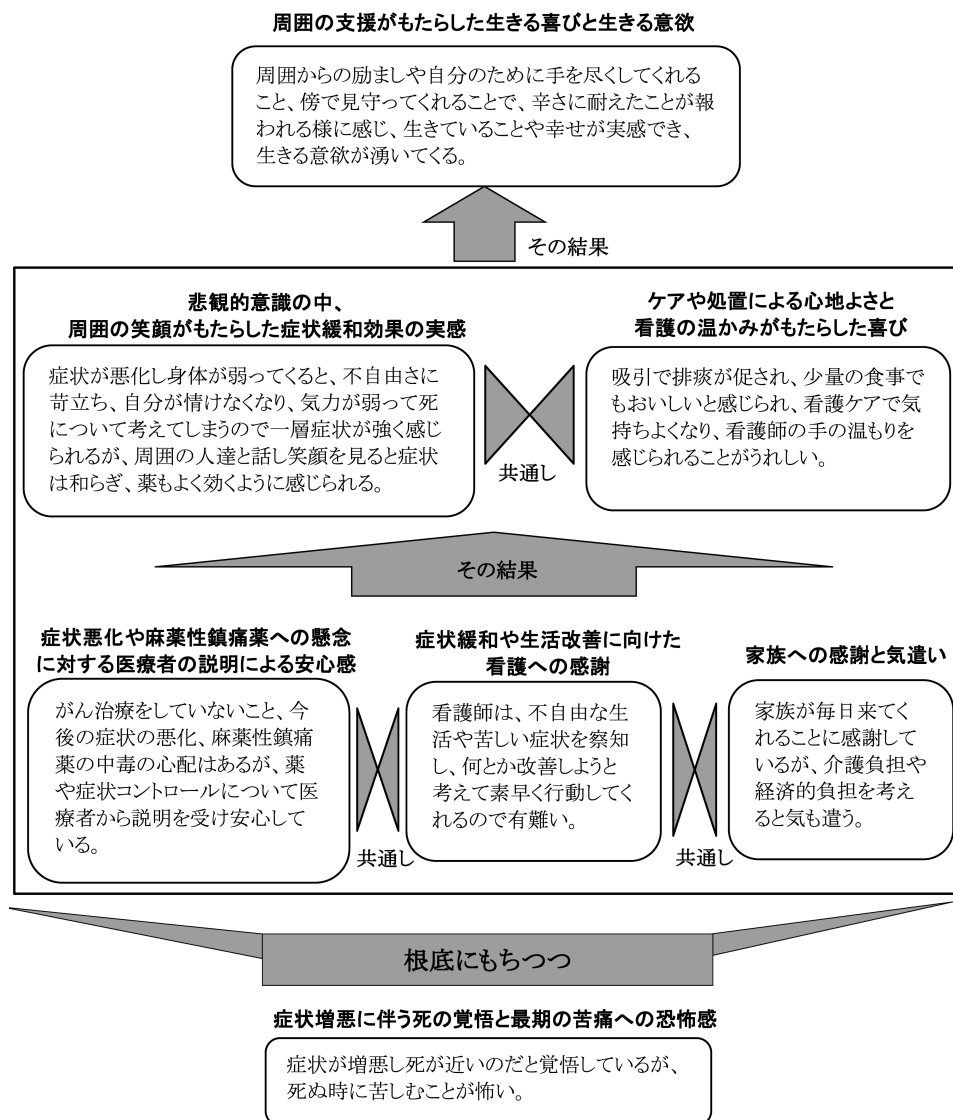 周囲の支援がもたらした生きる喜びと生きる意欲
周囲からの励ましや自分のために手を尽くしてくれる
こと、傍で見守ってくれることで、辛さに耐えたことが報
われる様に感じ、生きていることや幸せが実感でき、
生きる意欲が湧いてくる。
その結果
悲観的意識の中、
周囲の笑顔がもたらした症状緩和効果の実感
症状が悪化し身体が弱ってくると、不自由さに
苛立ち、自分が情けなくなり、気力が弱って死
について考えてしまうので一層症状が強く感じ
られるが、周囲の人達と話し笑顔を見ると症状
は和らぎ、薬もよく効くように感じられる。
共通し
ケアや処置による心地よさと
看護の温かみがもたらした喜び
吸引で排痰が促され、少量の食事で
もおいしいと感じられ、看護ケアで気
持ちよくなり、看護師の手の温もりを
感じられることがうれしい。
その結果
症状悪化や麻薬性鎮痛薬への懸念
に対する医療者の説明による安心感
がん治療をしていないこと、今
後の症状の悪化、麻薬性鎮痛
薬の中毒の心配はあるが、薬
や症状コントロールについて医
療者から説明を受け安心して
いる。
共通し
症状緩和や生活改善に向けた
看護への感謝
看護師は、不自由な生
活や苦しい症状を察知
し、何とか改善しようと
考えて素早く行動してく
れるので有難い。
共通し
家族への感謝と気遣い
家族が毎日来てく
れることに感謝して
いるが、介護負担や
経済的負担を考え
ると気も遣う。
根底にもちつつ
症状増悪に伴う死の覚悟と最期の苦痛への恐怖感
症状が増悪し死が近いのだと覚悟しているが、
死ぬ時に苦しむことが怖い。